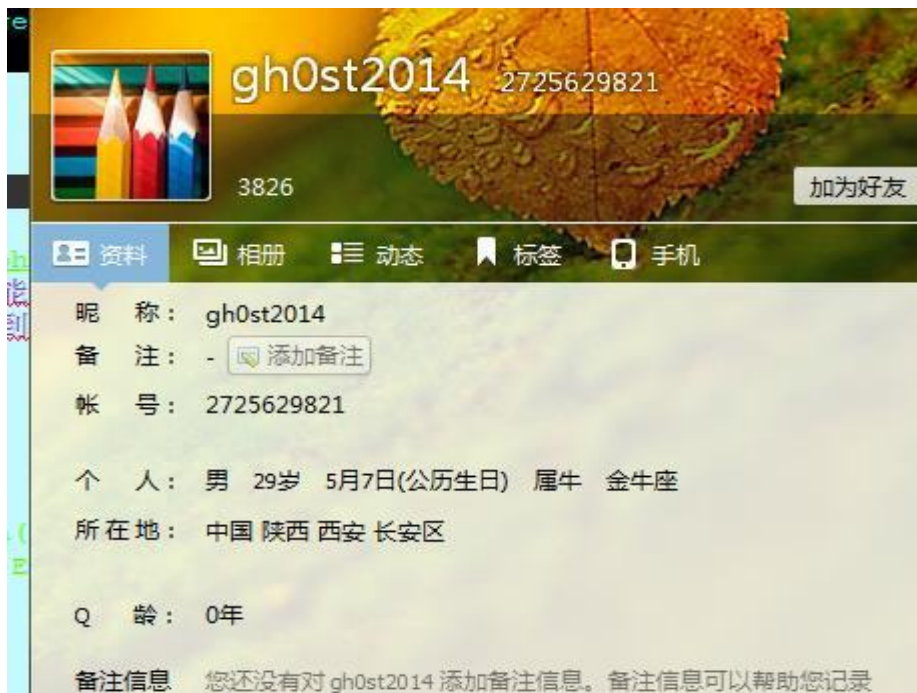 gh0st2014 2725629821
3826
加为好友
资料 相册 动态 标签 手机
昵 称： gh0st2014
备 注： - 添加备注
帐 号： 2725629821
个 人： 男 29岁 5月7日(公历生日) 属牛 金牛座
所在地： 中国 陕西 西安 长安区
Q 龄： 0年
备注信息 您还没有对 gh0st2014 添加备注信息。备注信息可以帮助您记录